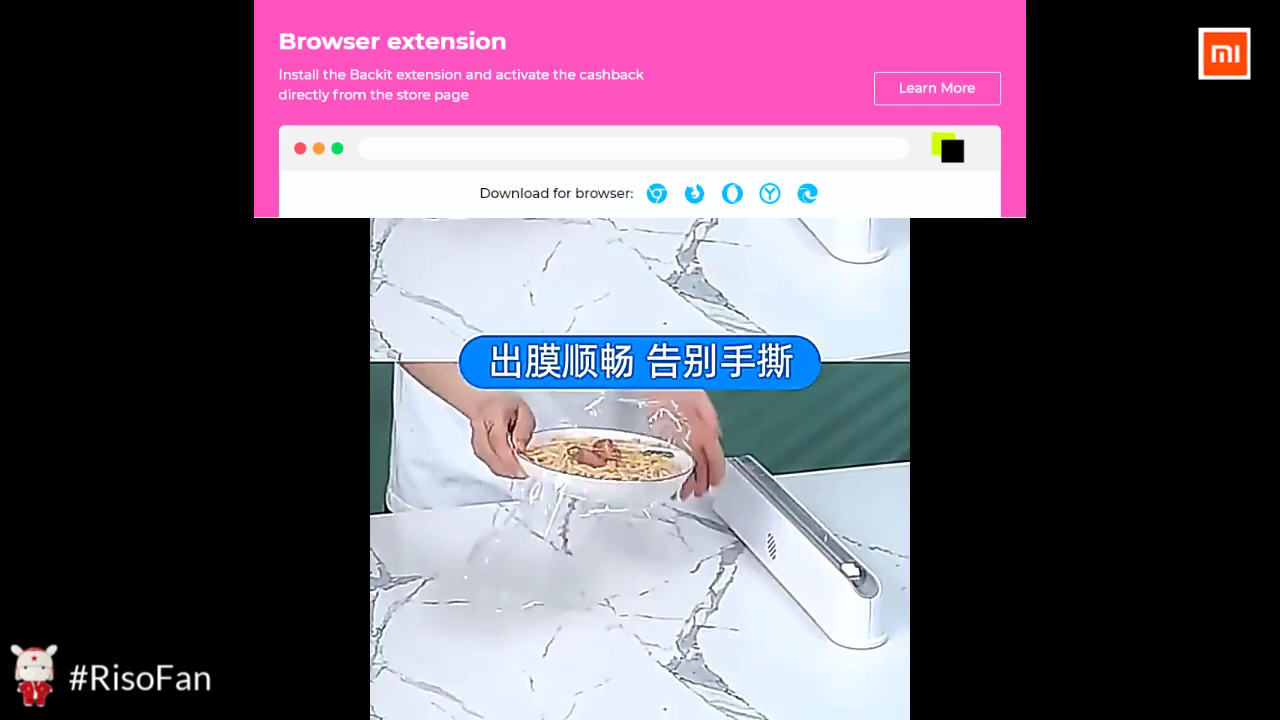 Browser extension
Install the Backit extension and activate the cashback
directly from the store page
Learn More
mi
Download for browser:
出膜顺畅 告别手撕
#RisoFan